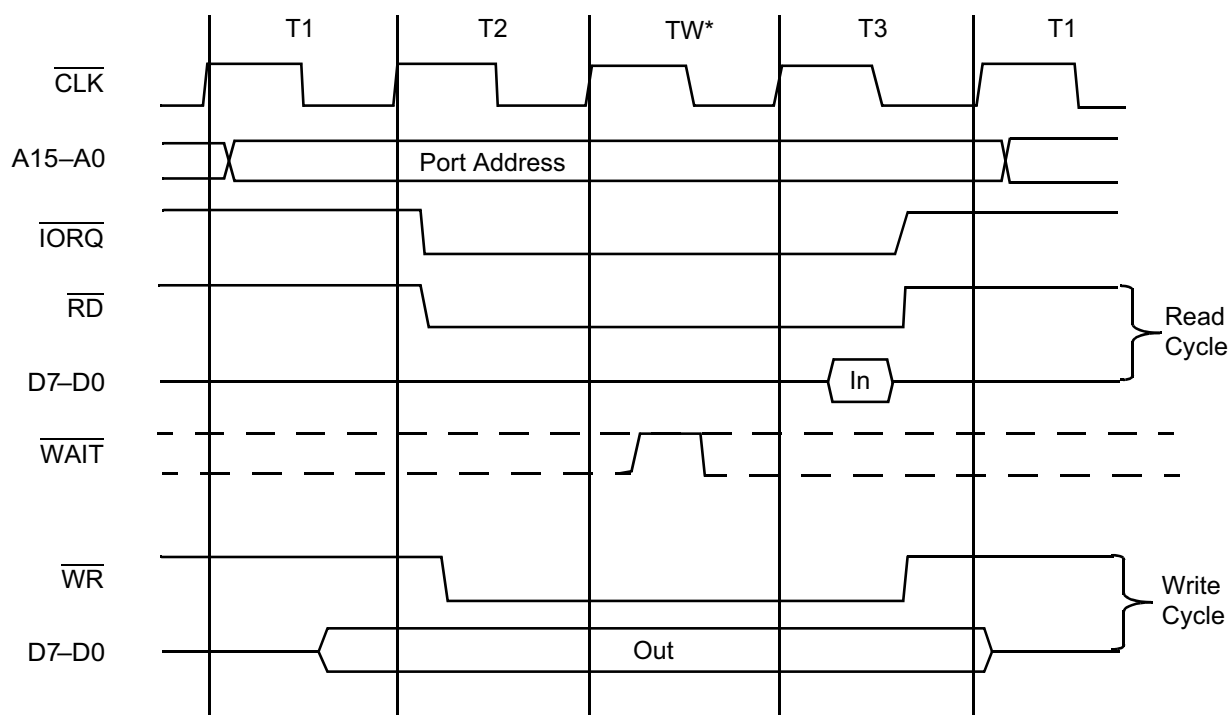 T1 T2 TW* T3 T1
CLK
A15–A0 Port Address
IORQ
RD
Read
Cycle
D7–D0 In
WAIT
WR
Write
Cycle
D7–D0 Out